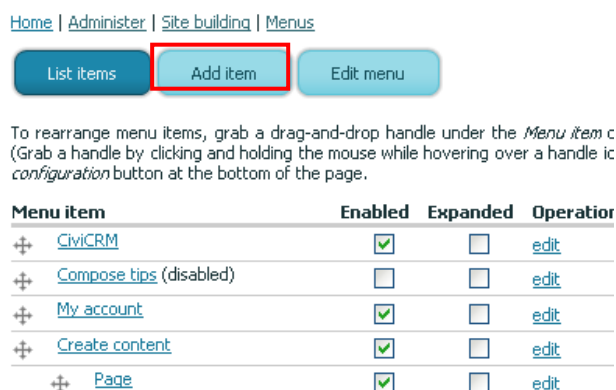 Home | Administer | Site building | Menus
List items Add item Edit menu
To rearrange menu items, grab a drag-and-drop handle under the Menu item
(Grab a handle by clicking and holding the mouse while hovering over a handle
configuration button at the bottom of the page.
Menu item Enabled Expanded
CiviCRM edit
Compose tips (disabled) edit
My account edit
Create content edit
Page edit